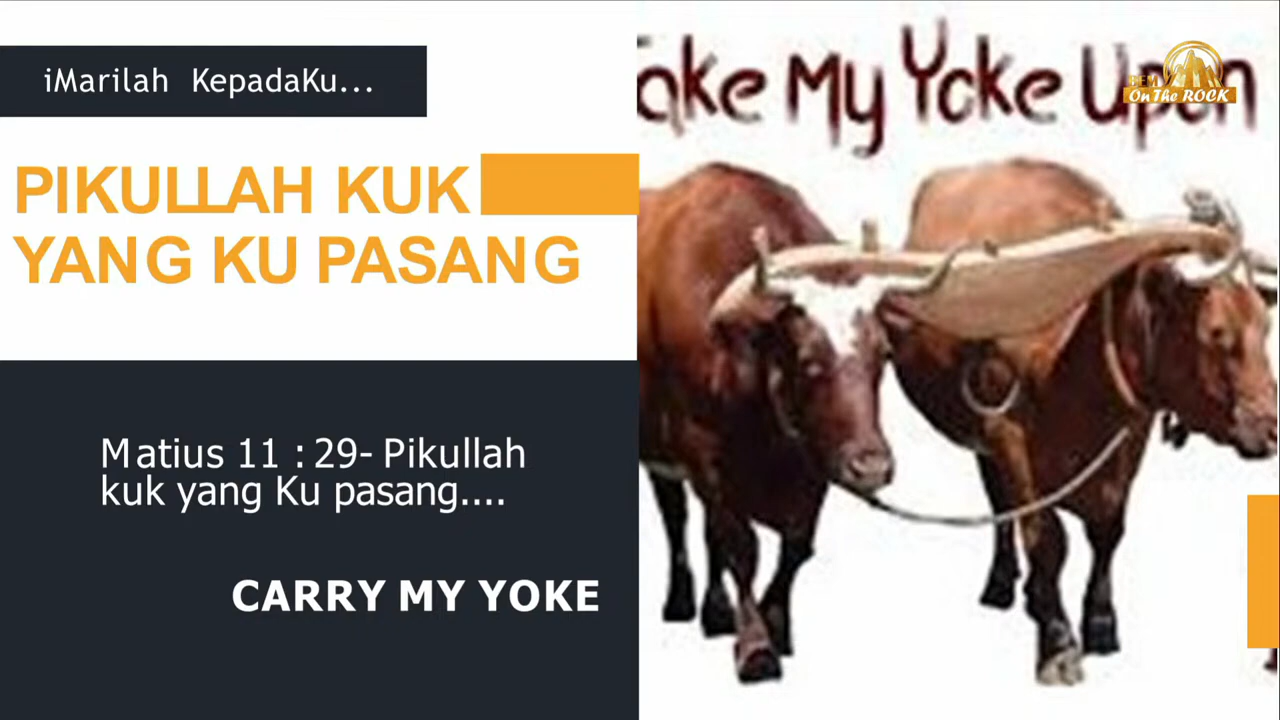 iMarilah KepadaKu...
PIKULLAH KUK
YANG KU PASANG
Matius 11 : 29- Pikullah
kuk yang Ku pasang....
CARRY MY YOKE
Take My Yoke Upon
On The ROCK